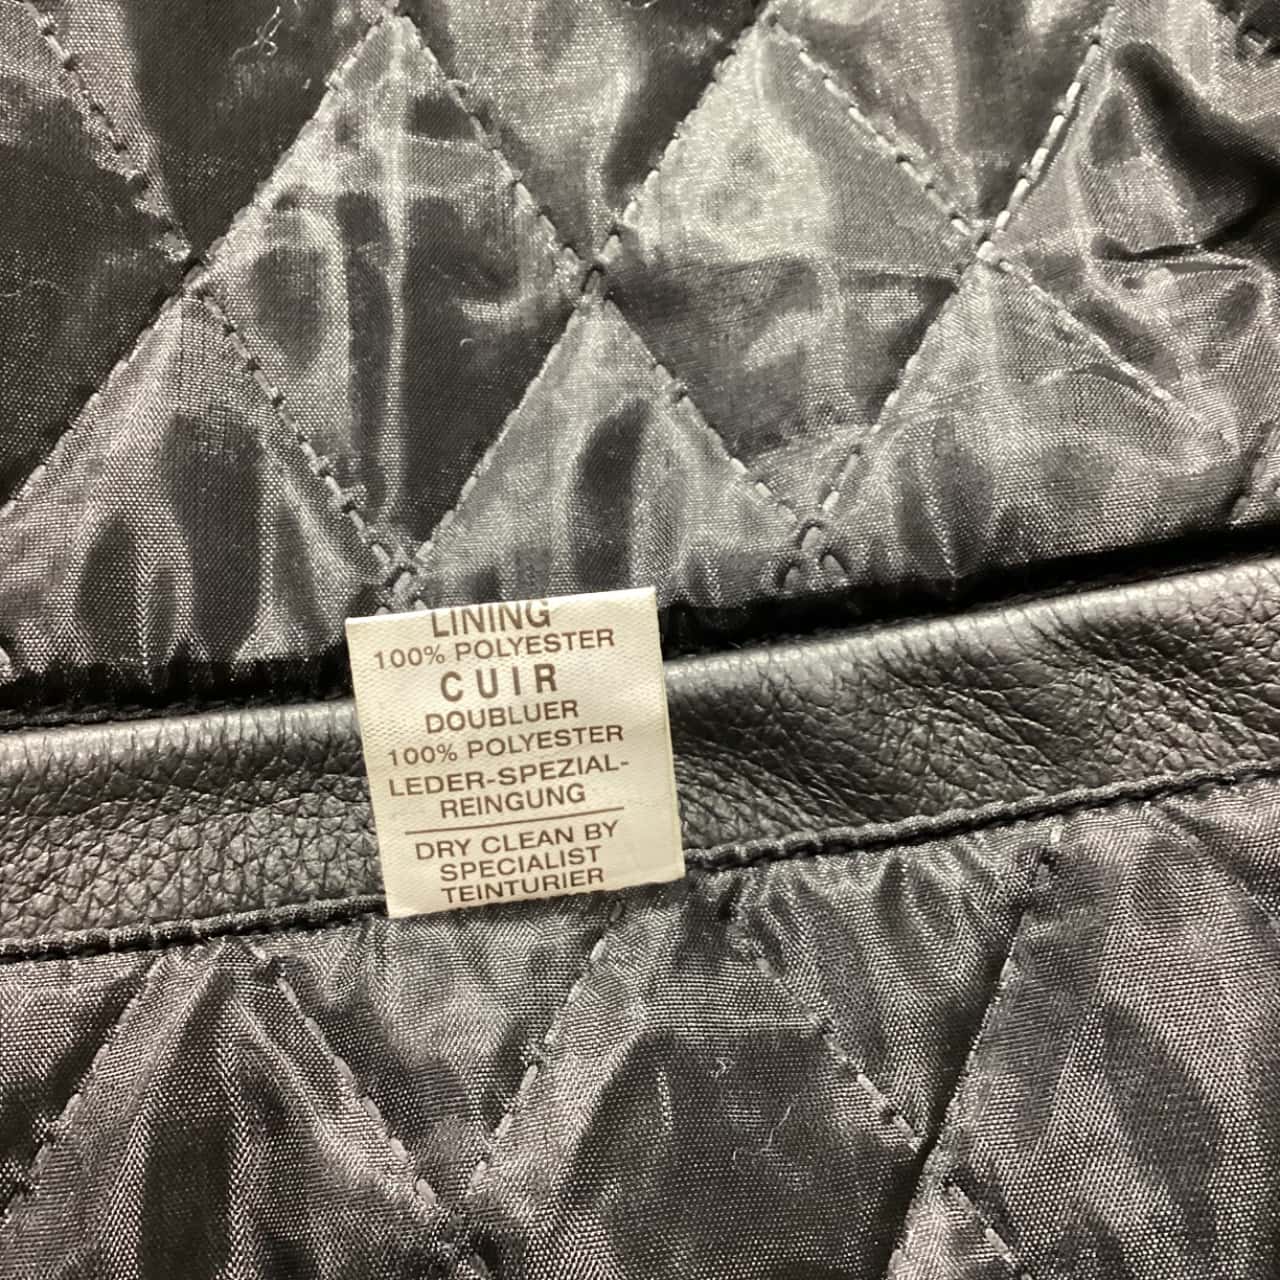 LINING
100% POLYESTER
CUIR
DOUBLUER
100% POLYESTER
LEDER-SPEZIAL-
REINGUNG
DRY CLEAN BY
SPECIALIST
TEINTURIER